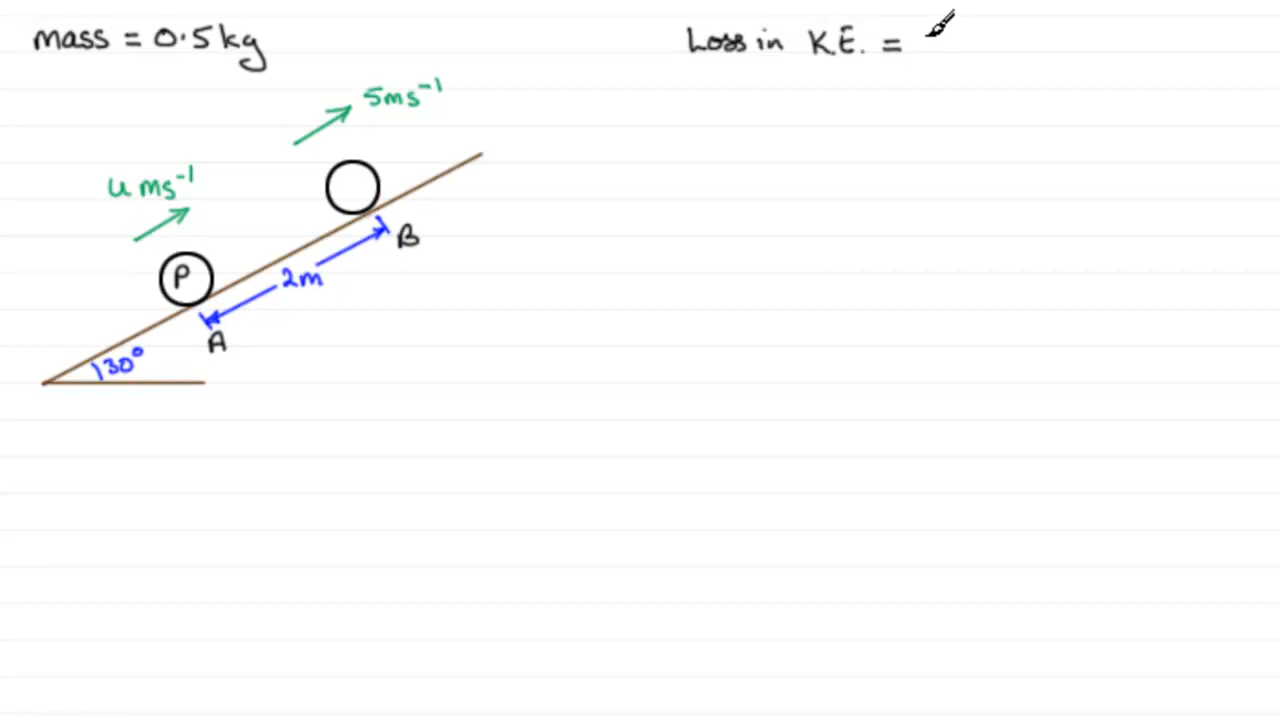 mass = 0.5kg
Loss in K.E. =
5ms⁻¹
u ms⁻¹
P
B
2m
A
30°